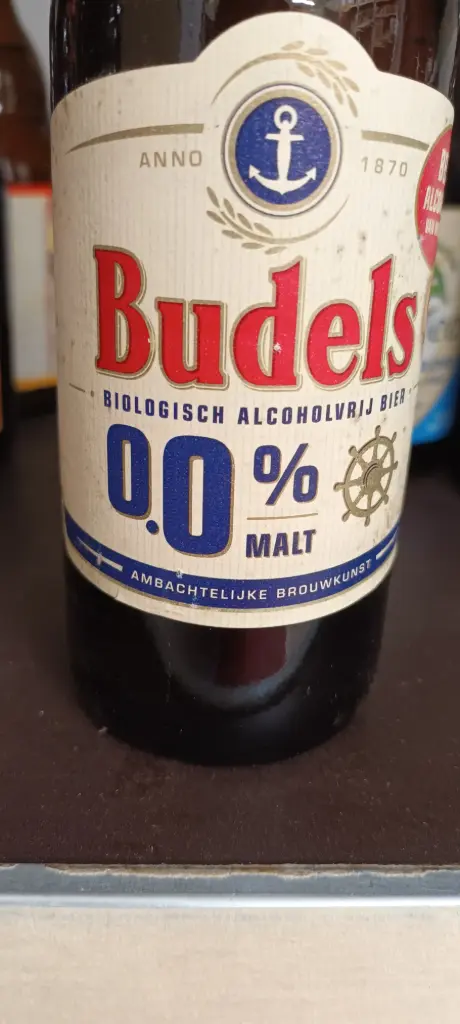 ANNO 1870
Budels
BIOLOGISCH ALCOHOLVRIJ BIER
0.0% MALT
AMBACHTELIJKE BROUWKUNST